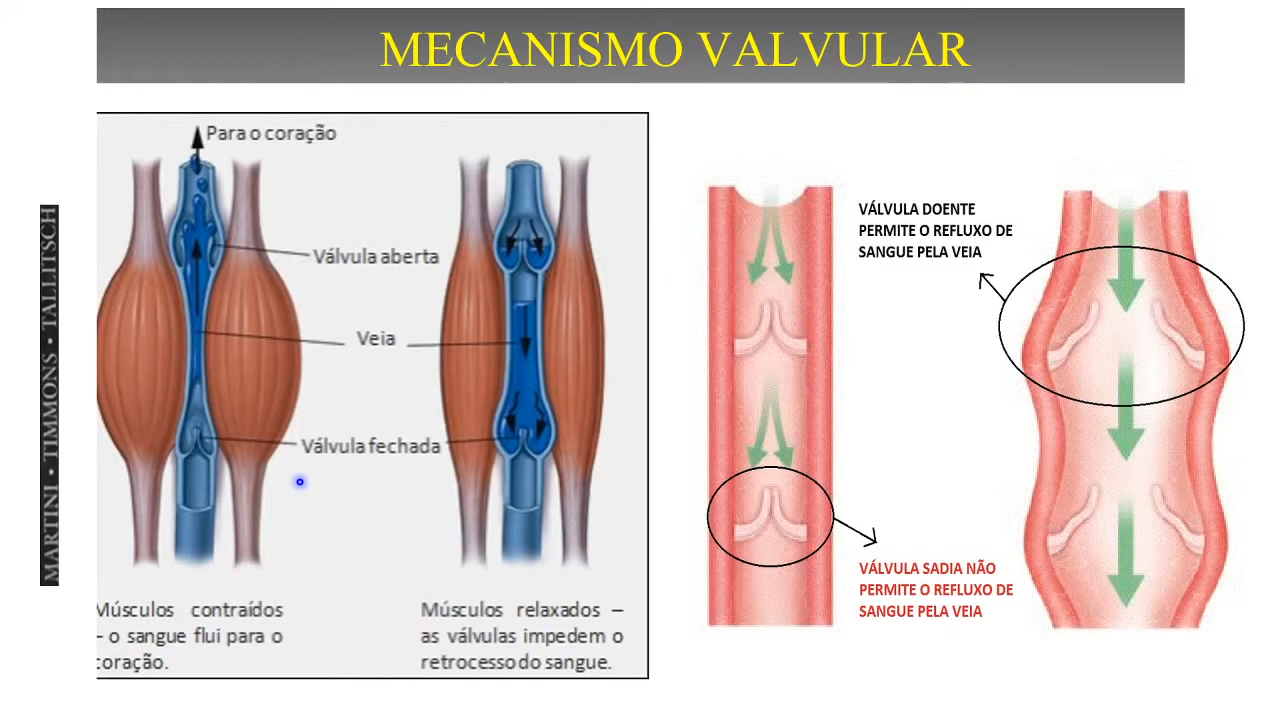 MECANISMO VALVULAR
MARTINI • TIMMONS • TALLITSCH
Para o coração
Válvula aberta
Veia
Válvula fechada
Músculos contraídos
– o sangue flui para o
coração.
Músculos relaxados –
as válvulas impedem o
retrocesso do sangue.
VÁLVULA DOENTE
PERMITE O REFLUXO DE
SANGUE PELA VEIA
VÁLVULA SADIA NÃO
PERMITE O REFLUXO DE
SANGUE PELA VEIA